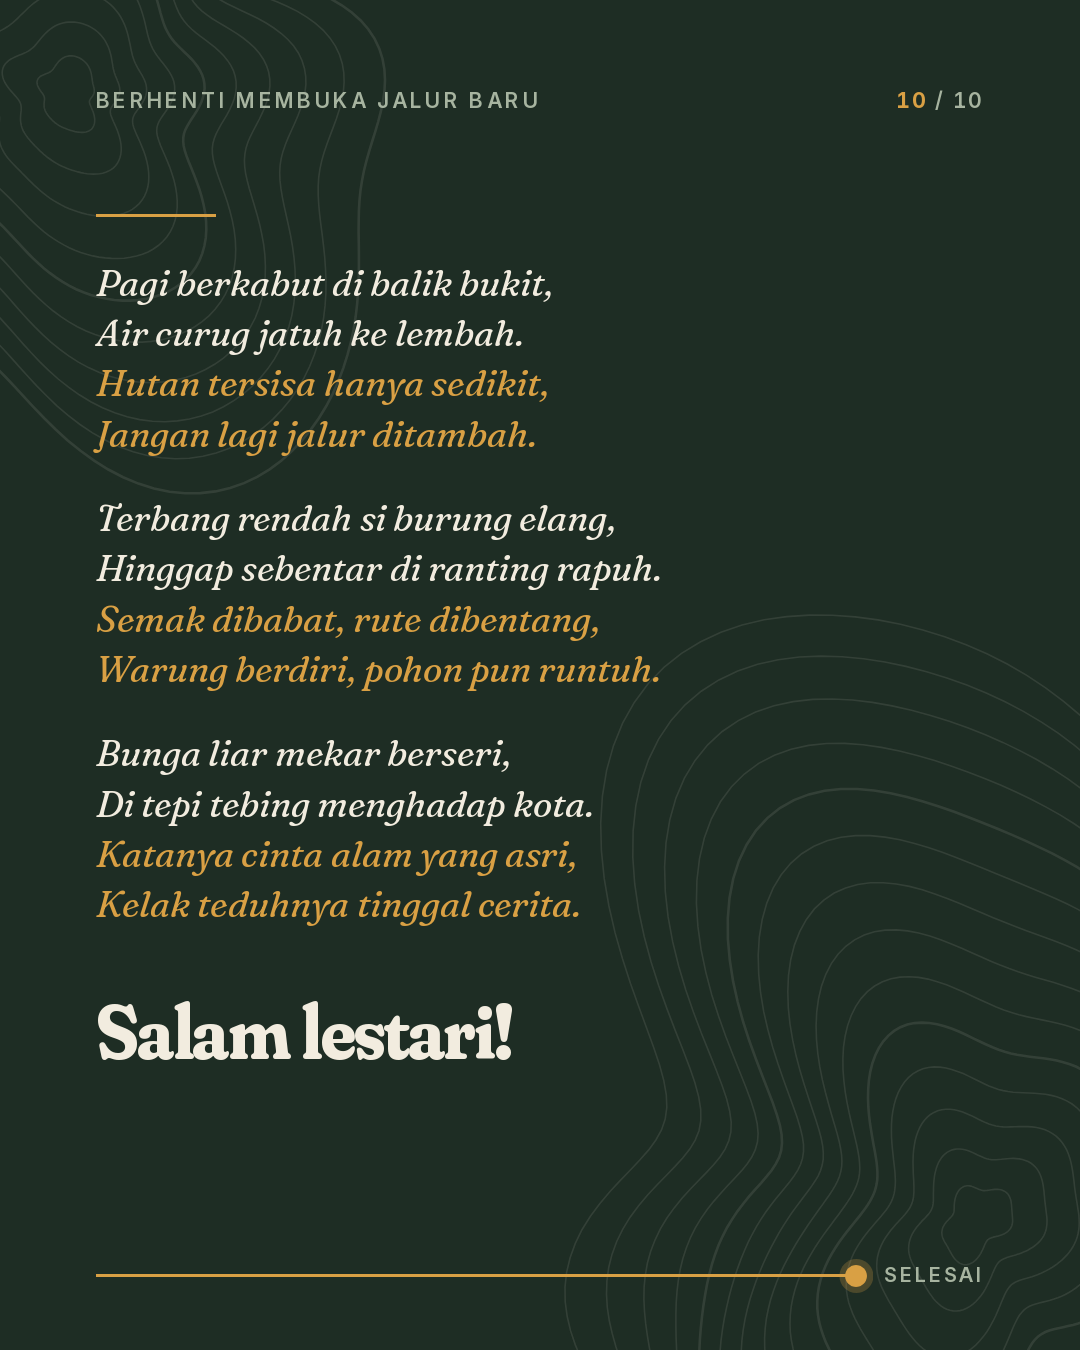 BERHENTI MEMBUKA JALUR BARU
10 / 10
Pagi berkabut di balik bukit,
Air curug jatuh ke lembah.
Hutan tersisa hanya sedikit,
Jangan lagi jalur ditambah.
Terbang rendah si burung elang,
Hinggap sebentar di ranting rapuh.
Semak dibabat, rute dibentang,
Warung berdiri, pohon pun runtuh.
Bunga liar mekar berseri,
Di tepi tebing menghadap kota.
Katanya cinta alam yang asri,
Kelak teduhnya tinggal cerita.
Salam lestari!
SELESAI